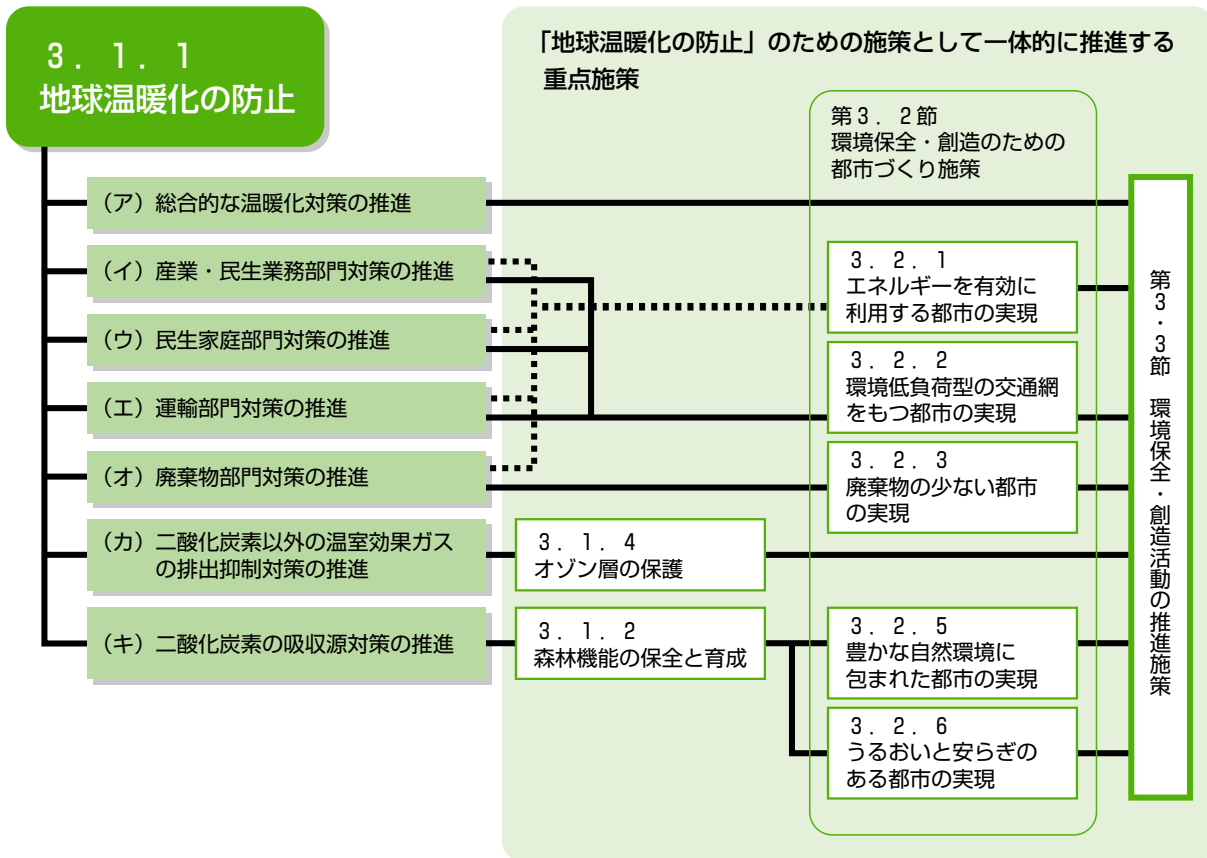 ３．１．１
地球温暖化の防止
「地球温暖化の防止」のための施策として一体的に推進する
重点施策
第３．２節
環境保全・創造のための
都市づくり施策
（ア）総合的な温暖化対策の推進
（イ）産業・民生業務部門対策の推進
（ウ）民生家庭部門対策の推進
（エ）運輸部門対策の推進
（オ）廃棄物部門対策の推進
（カ）二酸化炭素以外の温室効果ガス
の排出抑制対策の推進
（キ）二酸化炭素の吸収源対策の推進
３．１．４
オゾン層の保護
３．１．２
森林機能の保全と育成
３．２．１
エネルギーを有効に
利用する都市の実現
３．２．２
環境低負荷型の交通網
をもつ都市の実現
３．２．３
廃棄物の少ない都市
の実現
３．２．５
豊かな自然環境に
包まれた都市の実現
３．２．６
うるおいと安らぎの
ある都市の実現
第３・３節　環境保全・創造活動の推進施策